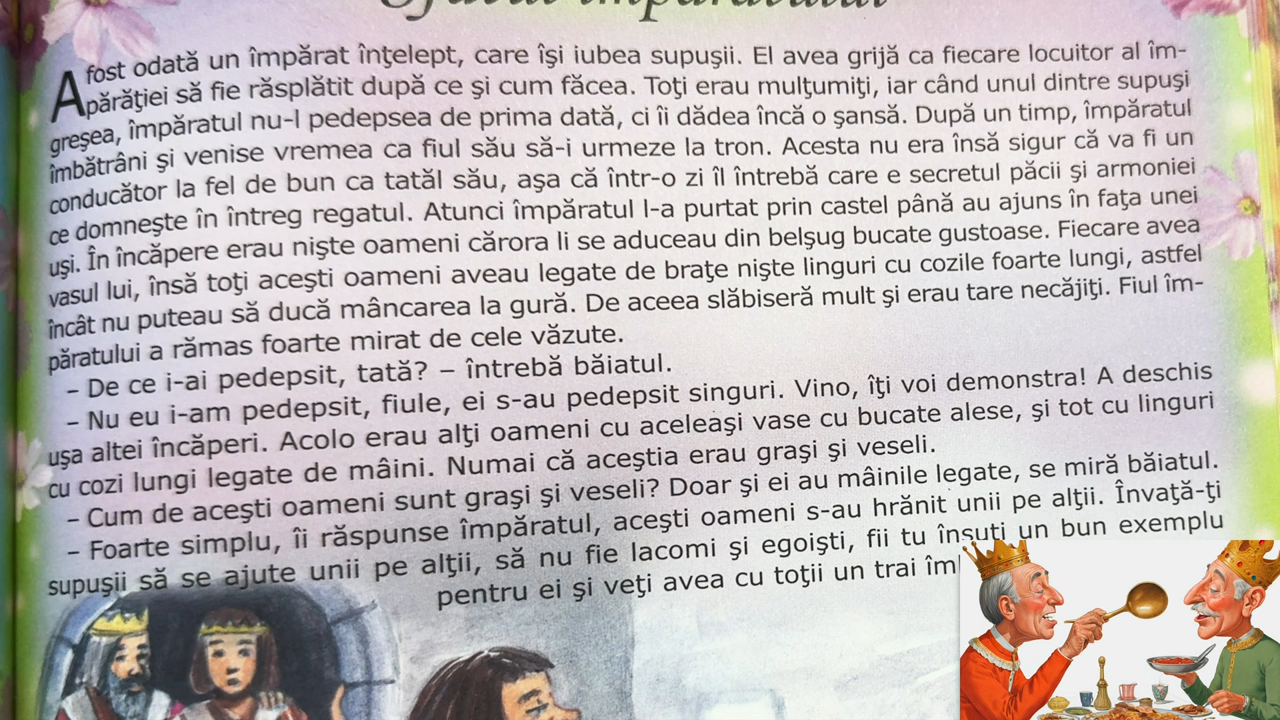 Sfatul împăratului
A fost odată un împărat înţelept, care îşi iubea supuşii. El avea grijă ca fiecare locuitor al îm-
părăţiei să fie răsplătit după ce şi cum făcea. Toţi erau mulţumiţi, iar când unul dintre supuşi
greşea, împăratul nu-l pedepsea de prima dată, ci îi dădea încă o şansă. După un timp, împăratul
îmbătrâni şi venise vremea ca fiul său să-i urmeze la tron. Acesta nu era însă sigur că va fi un
conducător la fel de bun ca tatăl său, aşa că într-o zi îl întrebă care e secretul păcii şi armoniei
ce domneşte în întreg regatul. Atunci împăratul l-a purtat prin castel până au ajuns în faţa unei
uşi. În încăpere erau nişte oameni cărora li se aduceau din belşug bucate gustoase. Fiecare avea
vasul lui, însă toţi aceşti oameni aveau legate de braţe nişte linguri cu cozile foarte lungi, astfel
încât nu puteau să ducă mâncarea la gură. De aceea slăbiseră mult şi erau tare necăjiţi. Fiul îm-
păratului a rămas foarte mirat de cele văzute.
– De ce i-ai pedepsit, tată? – întrebă băiatul.
– Nu eu i-am pedepsit, fiule, ei s-au pedepsit singuri. Vino, îţi voi demonstra! A deschis
uşa altei încăperi. Acolo erau alţi oameni cu aceleaşi vase cu bucate alese, şi tot cu linguri
cu cozi lungi legate de mâini. Numai că aceştia erau graşi şi veseli.
– Cum de aceşti oameni sunt graşi şi veseli? Doar şi ei au mâinile legate, se miră băiatul.
– Foarte simplu, îi răspunse împăratul, aceşti oameni s-au hrănit unii pe alţii. Învaţă-ţi
supuşii să se ajute unii pe alţii, să nu fie lacomi şi egoişti, fii tu însuţi un bun exemplu
pentru ei şi veţi avea cu toţii un trai